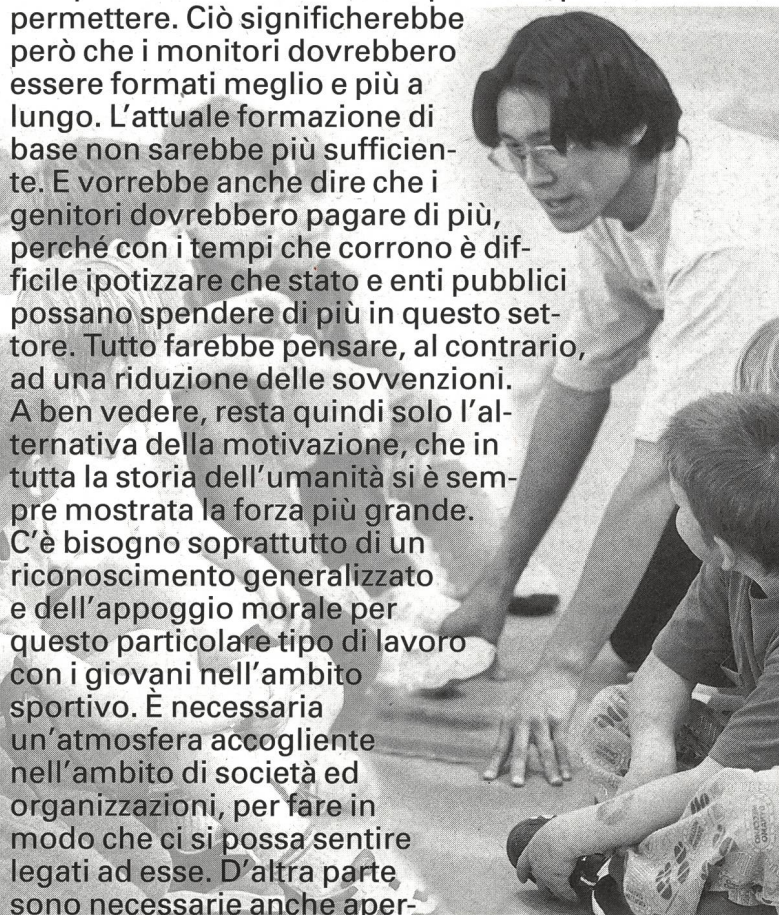 permettere. Ciò significherebbe
però che i monitori dovrebbero
essere formati meglio e più a
lungo. L'attuale formazione di
base non sarebbe più sufficien-
te. E vorrebbe anche dire che i
genitori dovrebbero pagare di più,
perché con i tempi che corrono è dif-
ficile ipotizzare che stato e enti pubblici
possano spendere di più in questo set-
tore. Tutto farebbe pensare, al contrario,
ad una riduzione delle sovvenzioni.
A ben vedere, resta quindi solo l'al-
ternativa della motivazione, che in
tutta la storia dell'umanità si è sem-
pre mostrata la forza più grande.
C'è bisogno soprattutto di un
riconoscimento generalizzato
e dell'appoggio morale per
questo particolare tipo di lavoro
con i giovani nell'ambito
sportivo. È necessaria
un'atmosfera accogliente
nell'ambito di società ed
organizzazioni, per fare in
modo che ci si possa sentire
legati ad esse. D'altra parte
sono necessarie anche aper-